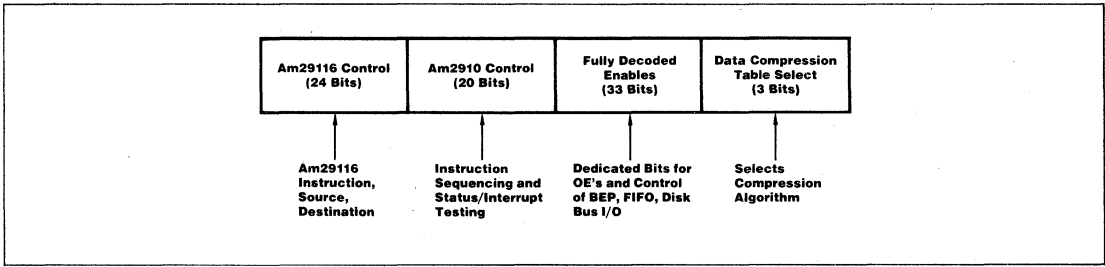 Am29116 Control
(24 Bits)
Am2910 Control
(20 Bits)
Fully Decoded
Enables
(33 Bits)
Data Compression
Table Select
(3 Bits)
Am29116
Instruction,
Source,
Destination
Instruction
Sequencing and
Status/Interrupt
Testing
Dedicated Bits for
OE's and Control
of BEP, FIFO, Disk
Bus I/O
Selects
Compression
Algorithm